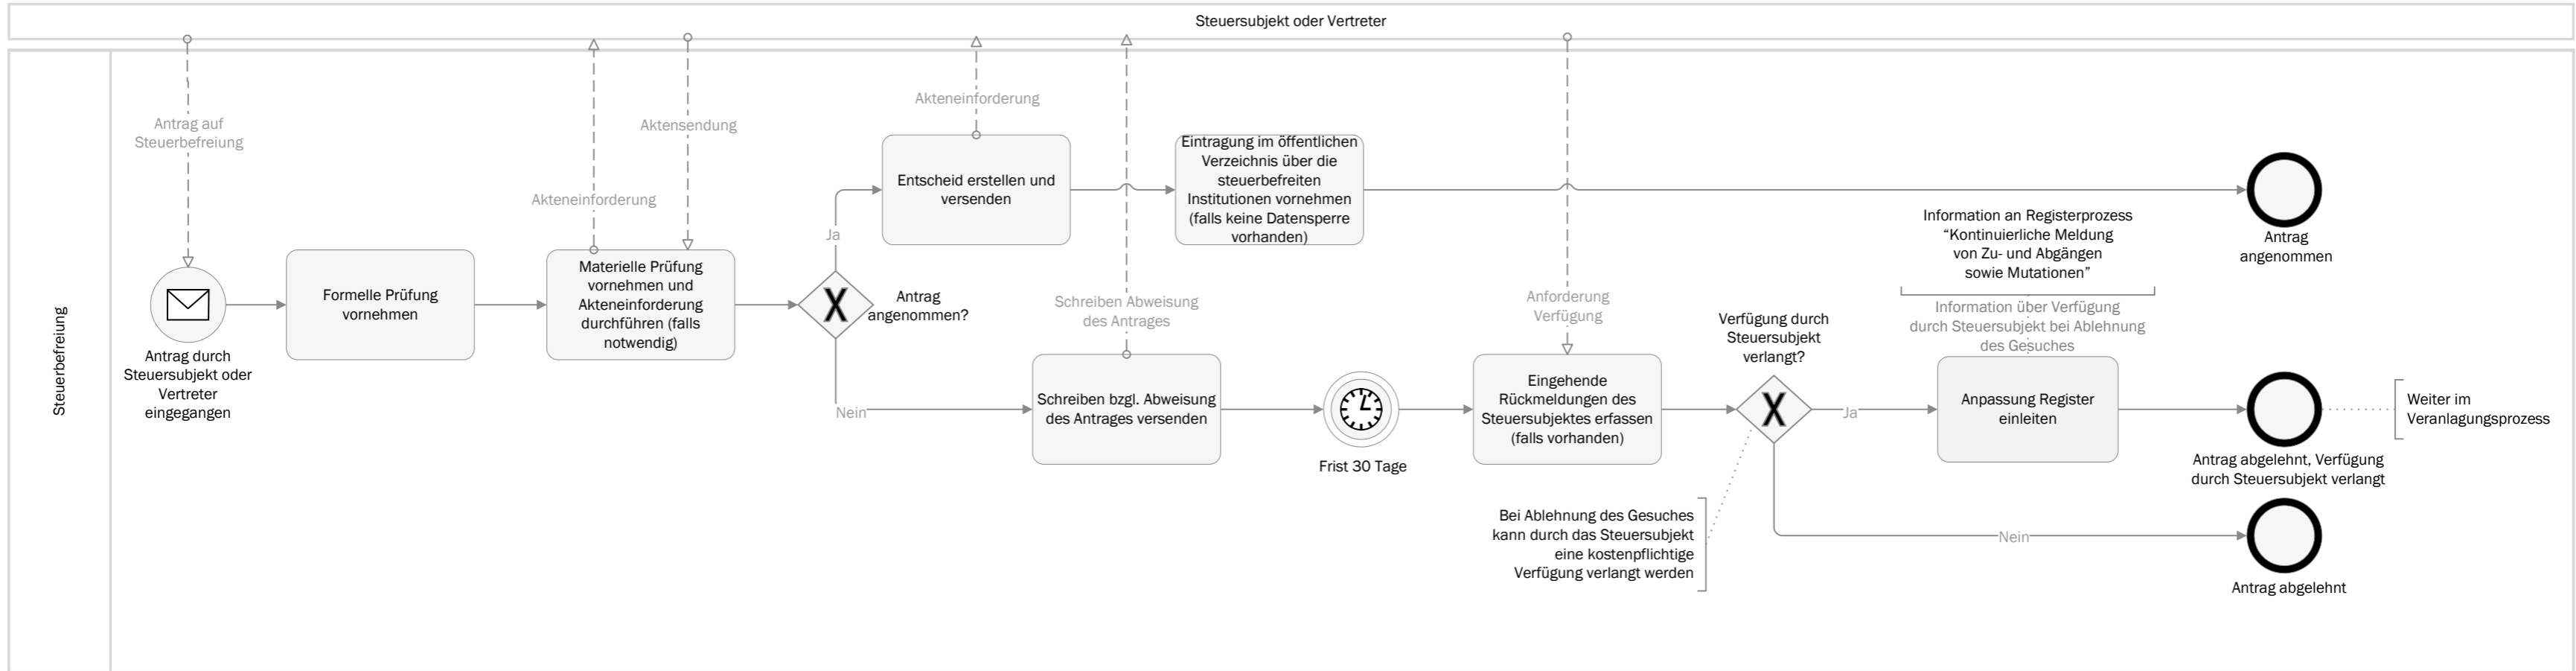 Steuersubjekt oder Vertreter
Steuerbefreiung
Antrag auf
Steuerbefreiung
Antrag durch
Steuersubjekt oder
Vertreter
eingegangen
Formelle Prüfung
vornehmen
Akteneinforderung
Aktensendung
Materielle Prüfung
vornehmen und
Akteneinforderung
durchführen (falls
notwendig)
Antrag
angenommen?
Ja
Nein
Akteneinforderung
Entscheid erstellen und
versenden
Eintragung im öffentlichen
Verzeichnis über die
steuerbefreiten
Institutionen vornehmen
(falls keine Datensperre
vorhanden)
Antrag
angenommen
Schreiben Abweisung
des Antrages
Schreiben bzgl. Abweisung
des Antrages versenden
Frist 30 Tage
Anforderung
Verfügung
Eingehende
Rückmeldungen des
Steuersubjektes erfassen
(falls vorhanden)
Verfügung durch
Steuersubjekt
verlangt?
Bei Ablehnung des Gesuches
kann durch das Steuersubjekt
eine kostenpflichtige
Verfügung verlangt werden
Ja
Nein
Information an Registerprozess
“Kontinuierliche Meldung
von Zu- und Abgängen
sowie Mutationen”
Information über Verfügung
durch Steuersubjekt bei Ablehnung
des Gesuches
Anpassung Register
einleiten
Antrag abgelehnt, Verfügung
durch Steuersubjekt verlangt
Weiter im
Veranlagungsprozess
Antrag abgelehnt